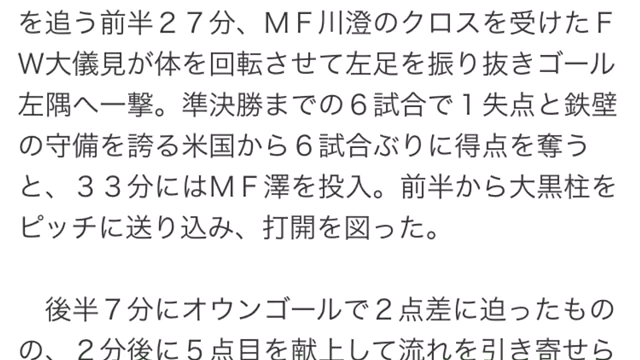 を追う前半２７分、ＭＦ川澄のクロスを受けたＦ
Ｗ大儀見が体を回転させて左足を振り抜きゴール
左隅へ一撃。準決勝までの６試合で１失点と鉄壁
の守備を誇る米国から６試合ぶりに得点を奪う
と、３３分にはＭＦ澤を投入。前半から大黒柱を
ピッチに送り込み、打開を図った。
　後半７分にオウンゴールで２点差に迫ったもの
の、２分後に５点目を献上して流れを引き寄せら